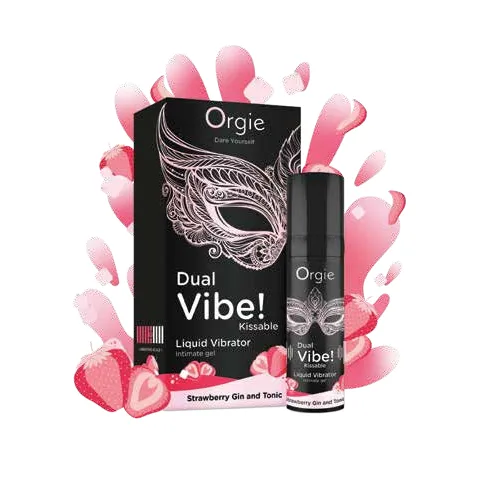 Orgie
Dare Yourself
Dual
Vibe!
Kissable
Liquid Vibrator
Intimate gel
Strawberry Gin and Tonic
Orgie
Dual
Vibe!
Kissable
Liquid Vibrator
Intimate gel
Strawberry Gin and Tonic